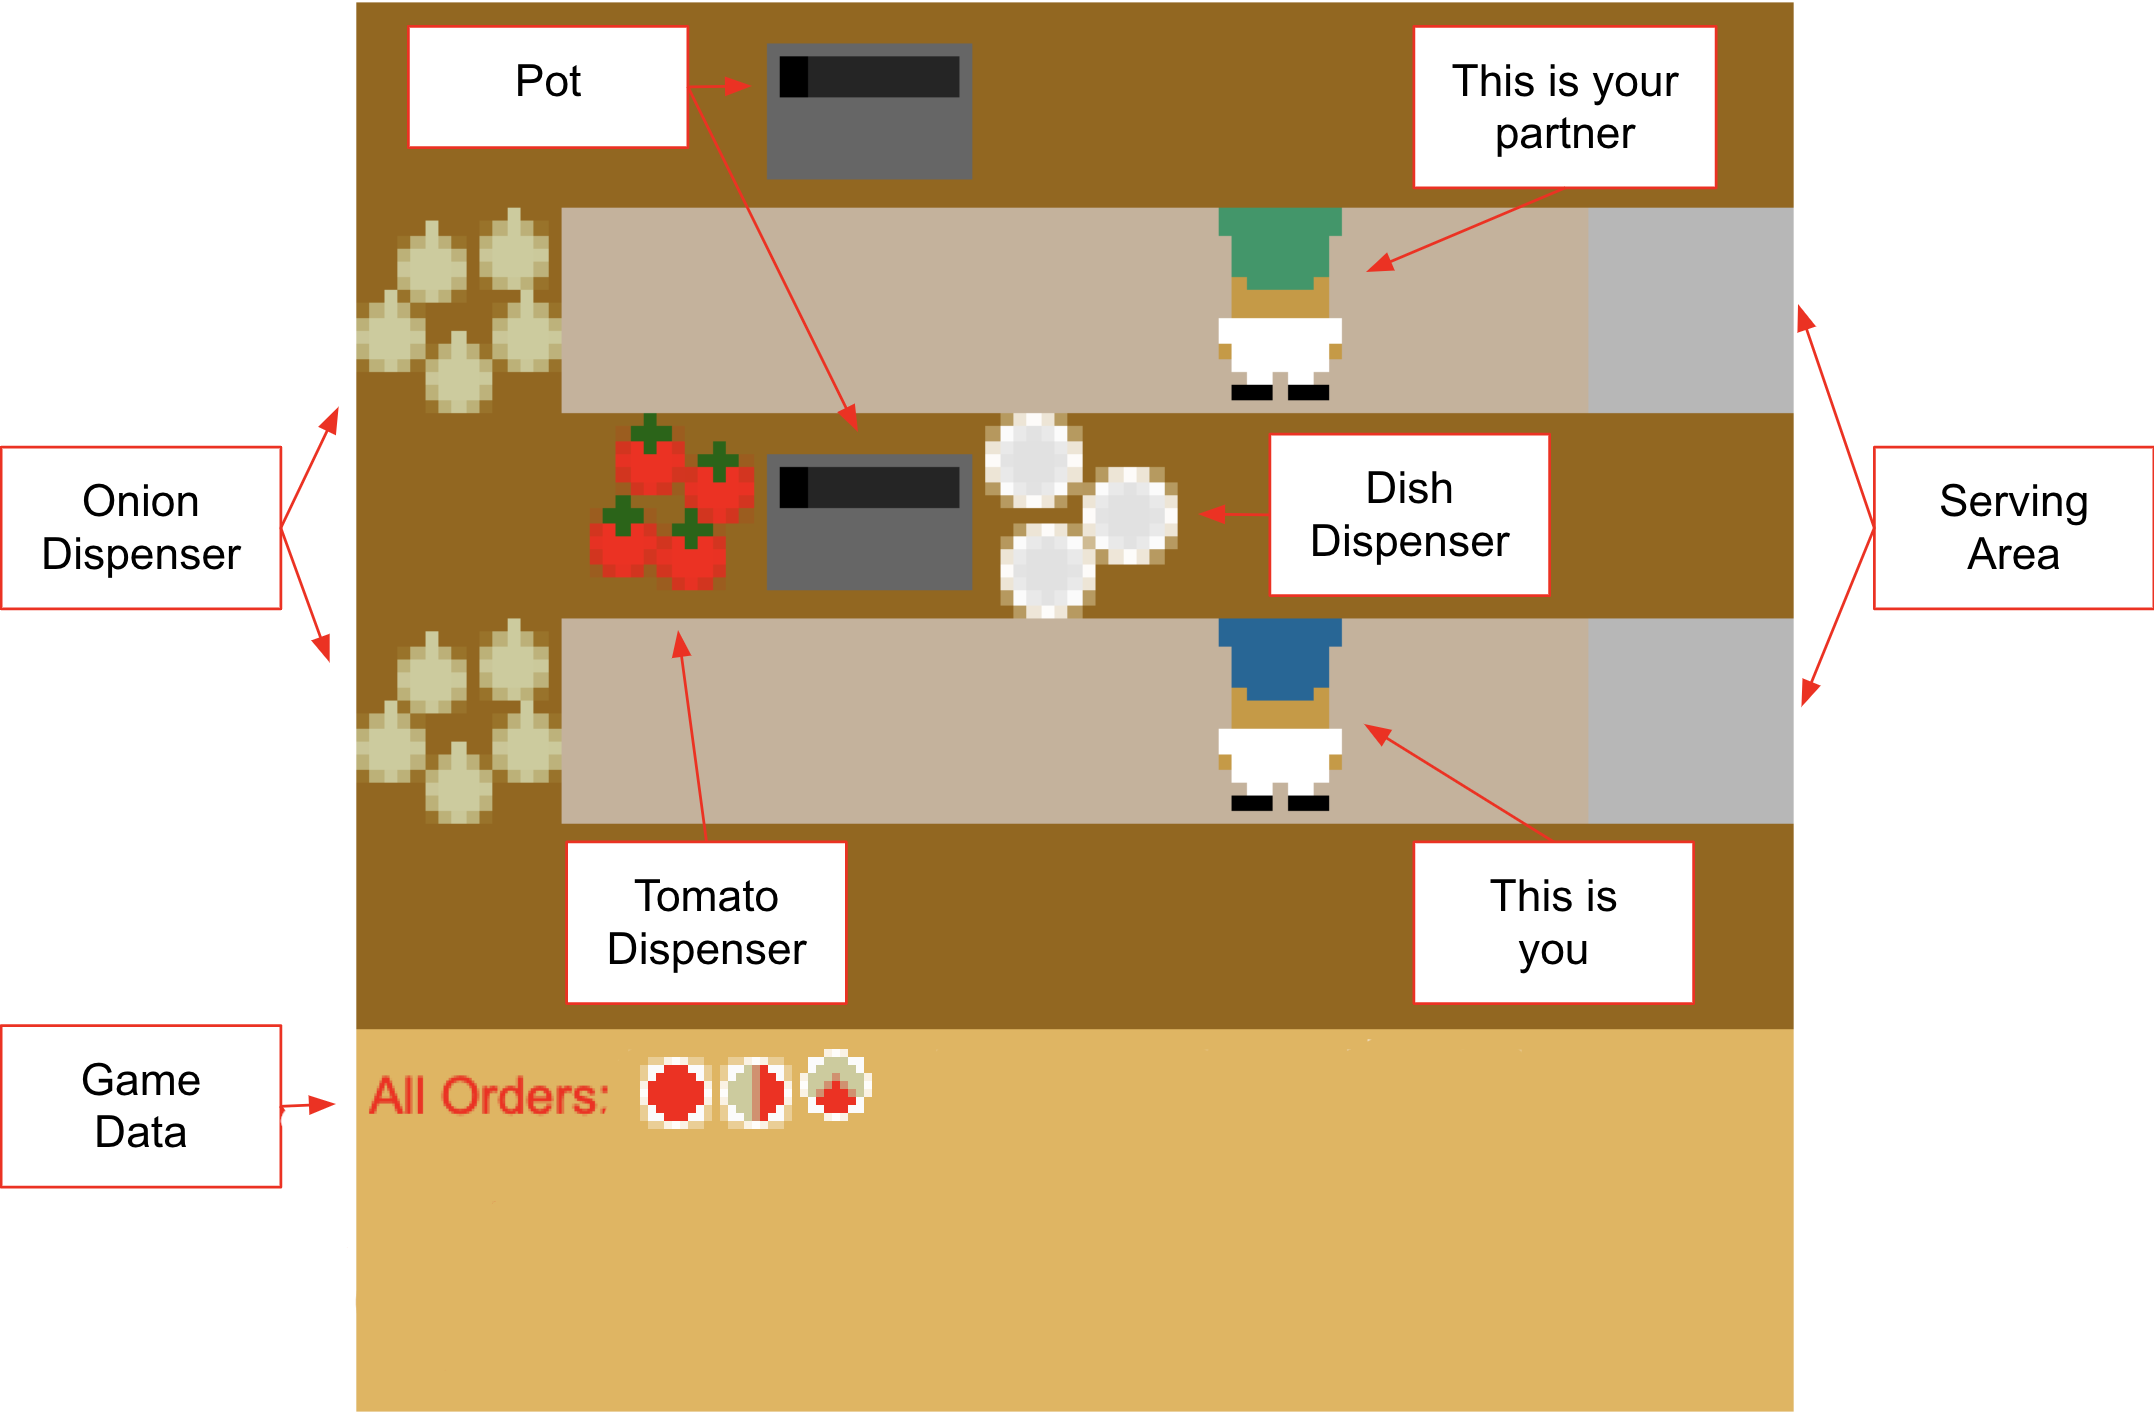 Pot
This is your
partner
Onion
Dispenser
Dish
Dispenser
Serving
Area
Tomato
Dispenser
This is
you
Game
Data
All Orders: